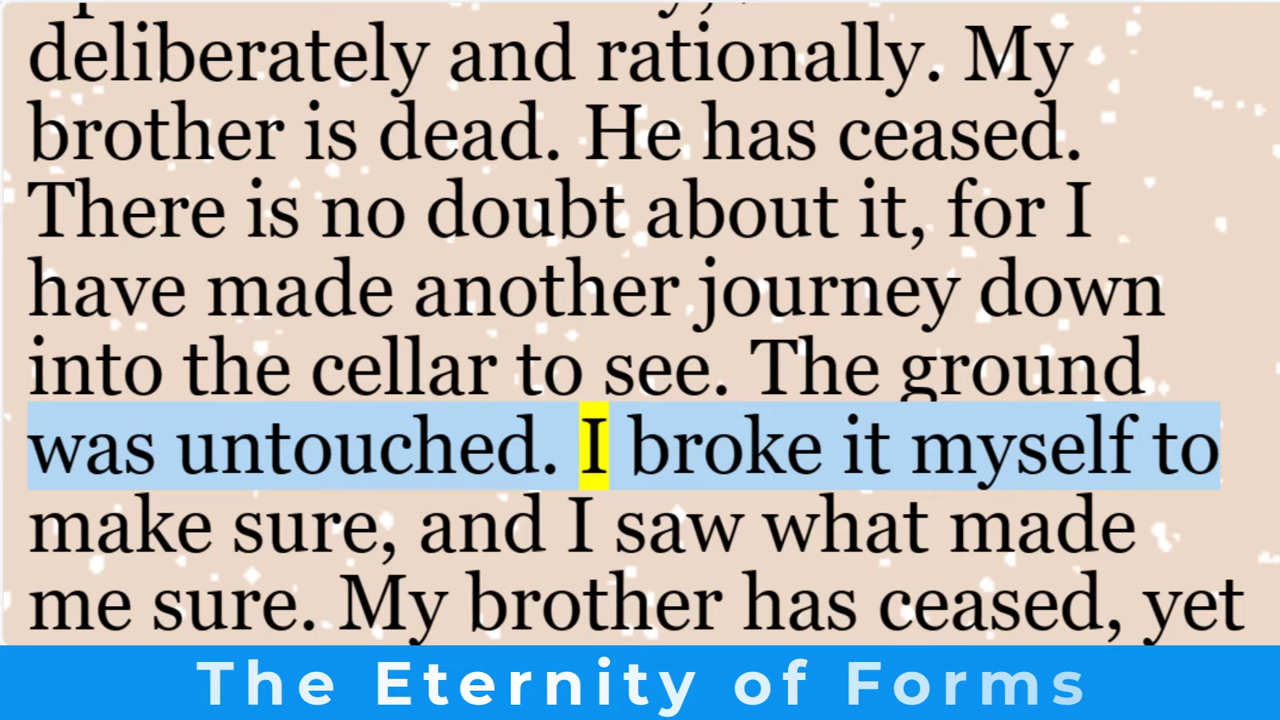 deliberately and rationally. My
brother is dead. He has ceased.
There is no doubt about it, for I
have made another journey down
into the cellar to see. The ground
was untouched. I broke it myself to
make sure, and I saw what made
me sure. My brother has ceased, yet
The Eternity of Forms